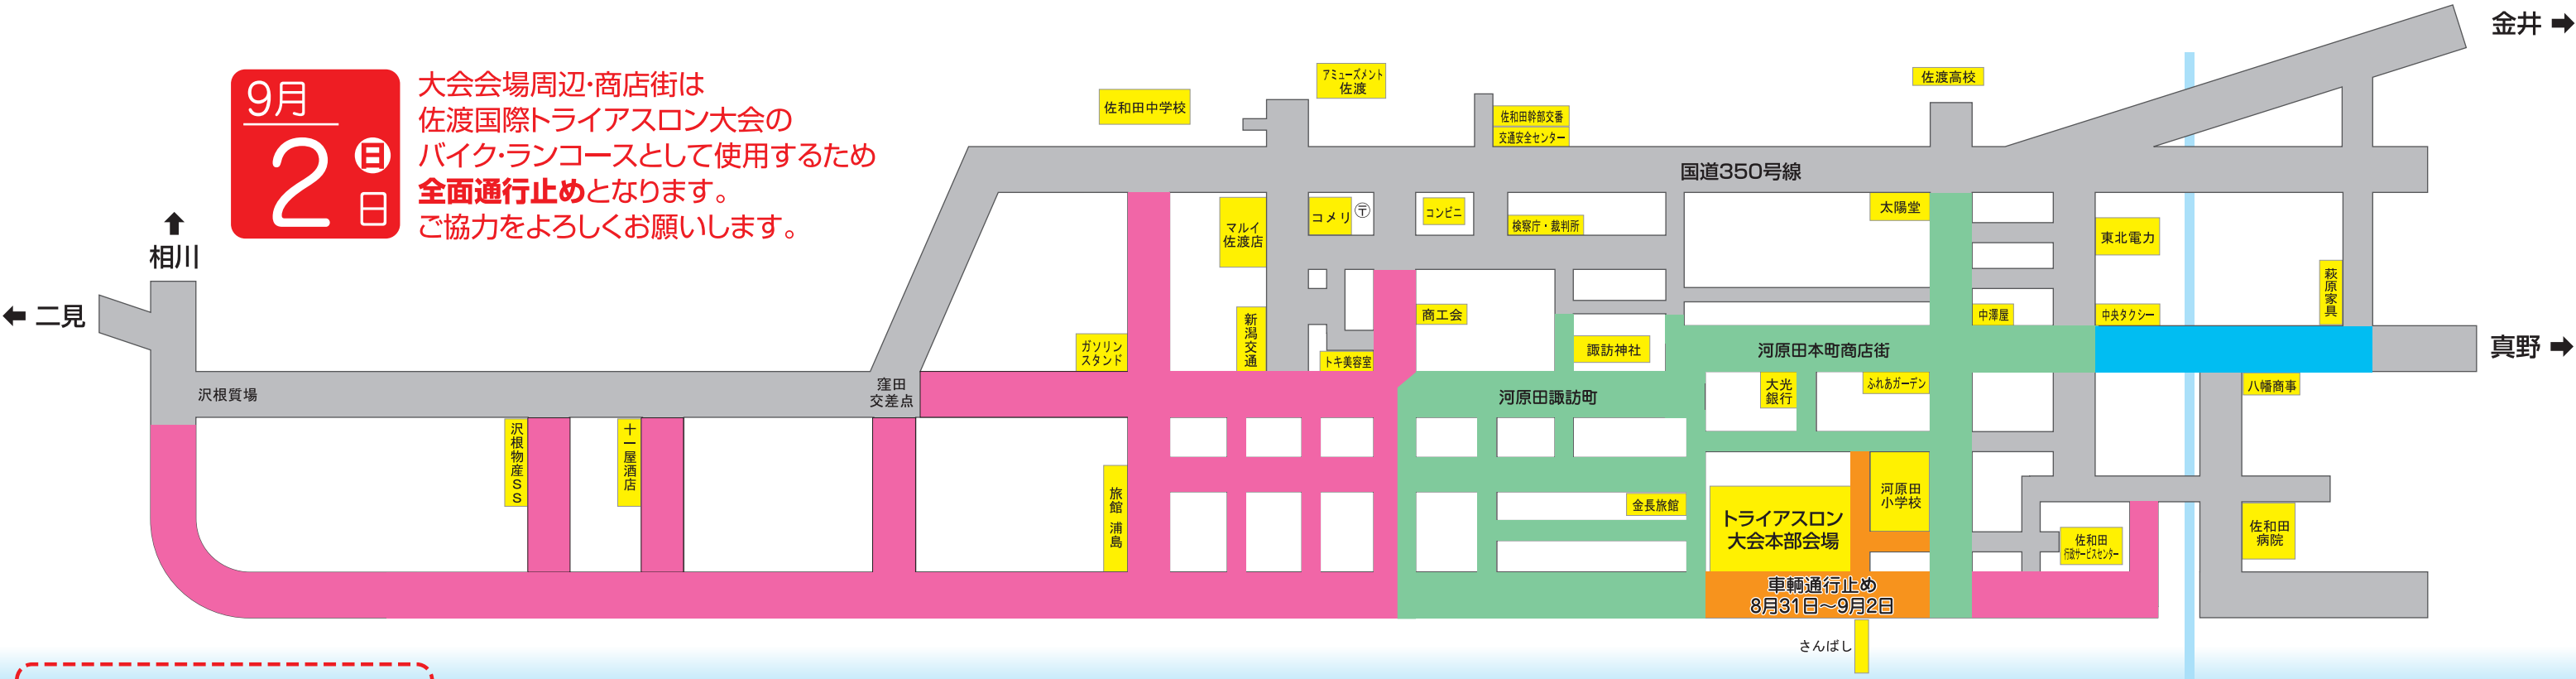 9月
2日
日
大会会場周辺・商店街は
佐渡国際トライアスロン大会の
バイク・ランコースとして使用するため
全面通行止めとなります。
ご協力をよろしくお願いします。
金井
相川
二見
真野
佐和田中学校
アミューズメント
佐渡
佐和田幹部交番
交通安全センター
佐渡高校
国道350号線
マルイ
佐渡店
コメリ
〒
コンビニ
検察庁・裁判所
太陽堂
東北電力
萩原家具
ガソリン
スタンド
新潟交通
トキ美容室
商工会
諏訪神社
河原田本町商店街
中澤屋
中央タクシー
沢根質場
窪田
交差点
河原田諏訪町
大光
銀行
ふれあガーデン
八幡商事
沢根物産SS
十一屋酒店
旅館 浦島
金長旅館
トライアスロン
大会本部会場
河原田
小学校
佐和田
行政サービスセンター
佐和田
病院
車輌通行止め
8月31日〜9月2日
さんばし